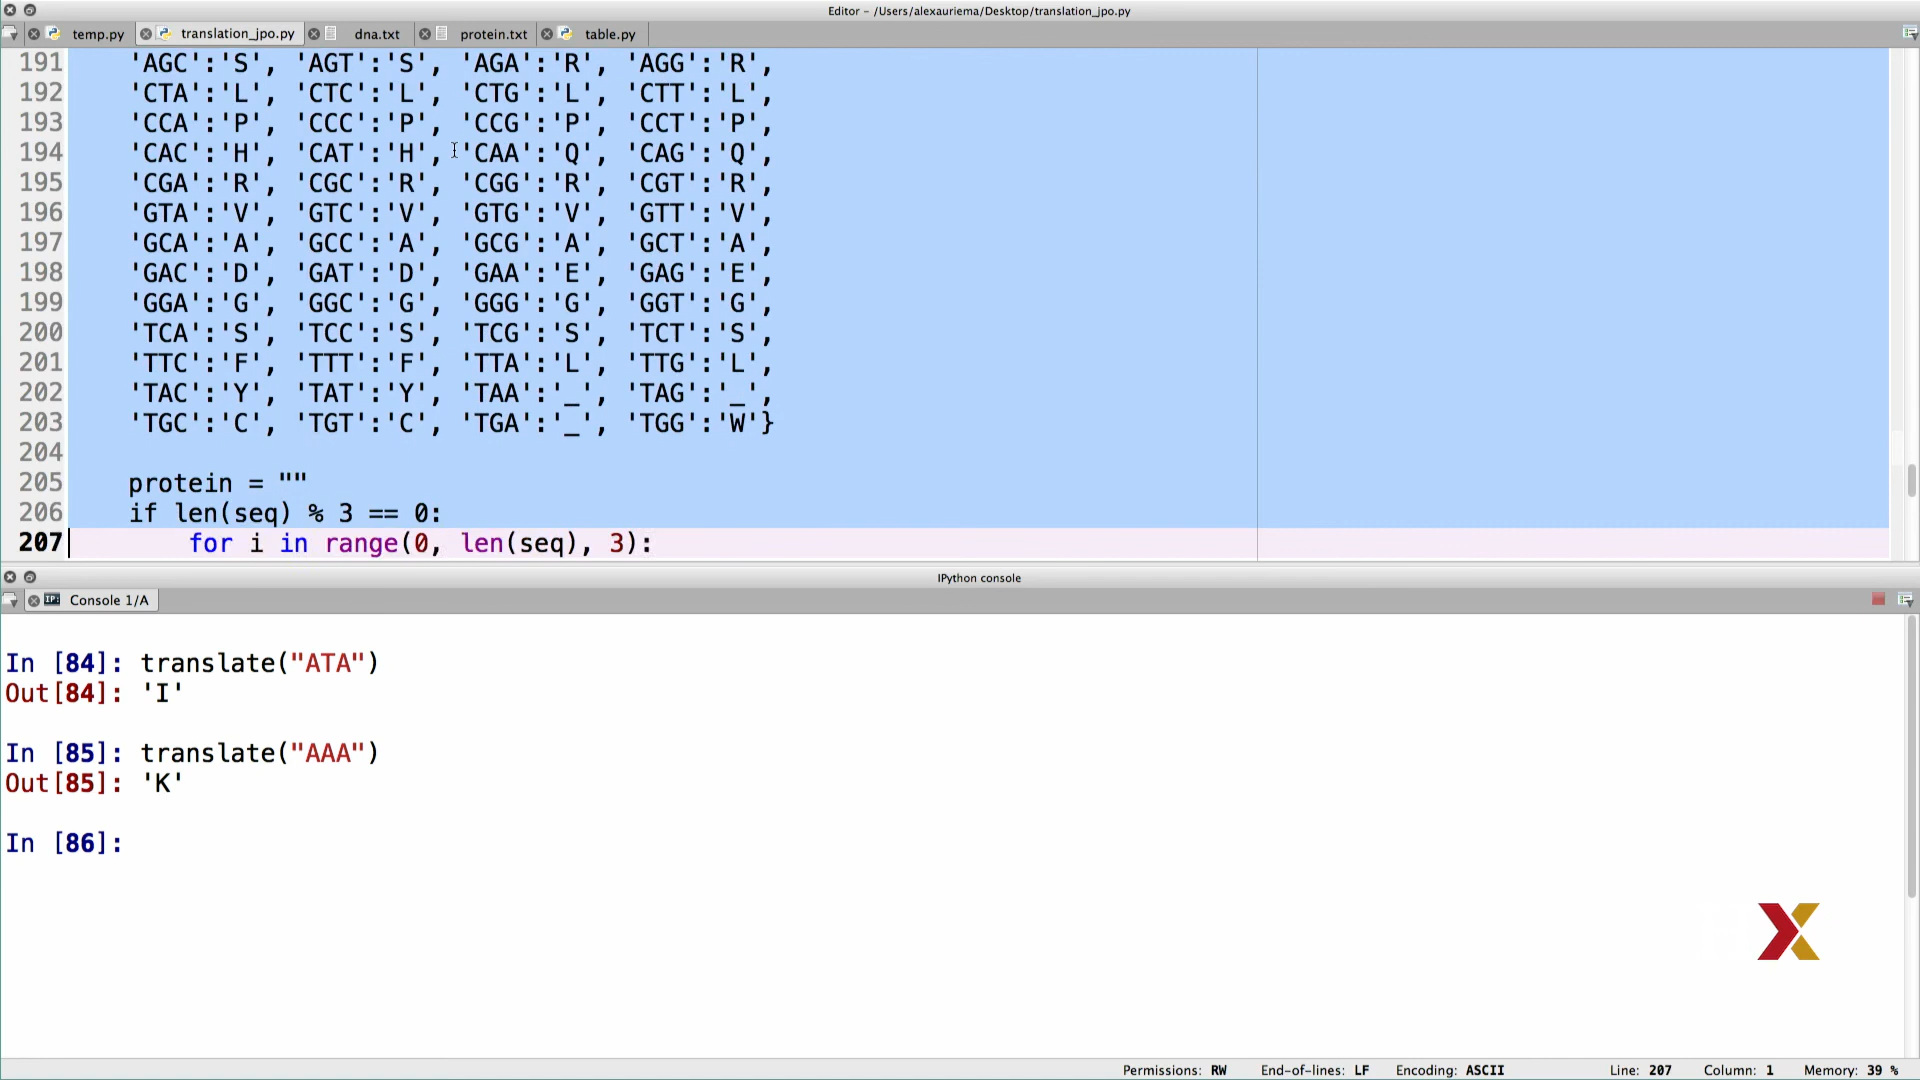 Editor – /Users/alexauriema/Desktop/translation_jpo.py
temp.py translation_jpo.py dna.txt protein.txt table.py
191 'AGC':'S', 'AGT':'S', 'AGA':'R', 'AGG':'R',
192 'CTA':'L', 'CTC':'L', 'CTG':'L', 'CTT':'L',
193 'CCA':'P', 'CCC':'P', 'CCG':'P', 'CCT':'P',
194 'CAC':'H', 'CAT':'H', 'CAA':'Q', 'CAG':'Q',
195 'CGA':'R', 'CGC':'R', 'CGG':'R', 'CGT':'R',
196 'GTA':'V', 'GTC':'V', 'GTG':'V', 'GTT':'V',
197 'GCA':'A', 'GCC':'A', 'GCG':'A', 'GCT':'A',
198 'GAC':'D', 'GAT':'D', 'GAA':'E', 'GAG':'E',
199 'GGA':'G', 'GGC':'G', 'GGG':'G', 'GGT':'G',
200 'TCA':'S', 'TCC':'S', 'TCG':'S', 'TCT':'S',
201 'TTC':'F', 'TTT':'F', 'TTA':'L', 'TTG':'L',
202 'TAC':'Y', 'TAT':'Y', 'TAA':'_', 'TAG':'_',
203 'TGC':'C', 'TGT':'C', 'TGA':'_', 'TGG':'W'}
204
205 protein = ""
206 if len(seq) % 3 == 0:
207 for i in range(0, len(seq), 3):
IPython console
IP: Console 1/A
In [84]: translate("ATA")
Out[84]: 'I'
In [85]: translate("AAA")
Out[85]: 'K'
In [86]:
X
Permissions: RW End-of-lines: LF Encoding: ASCII Line: 207 Column: 1 Memory: 39 %